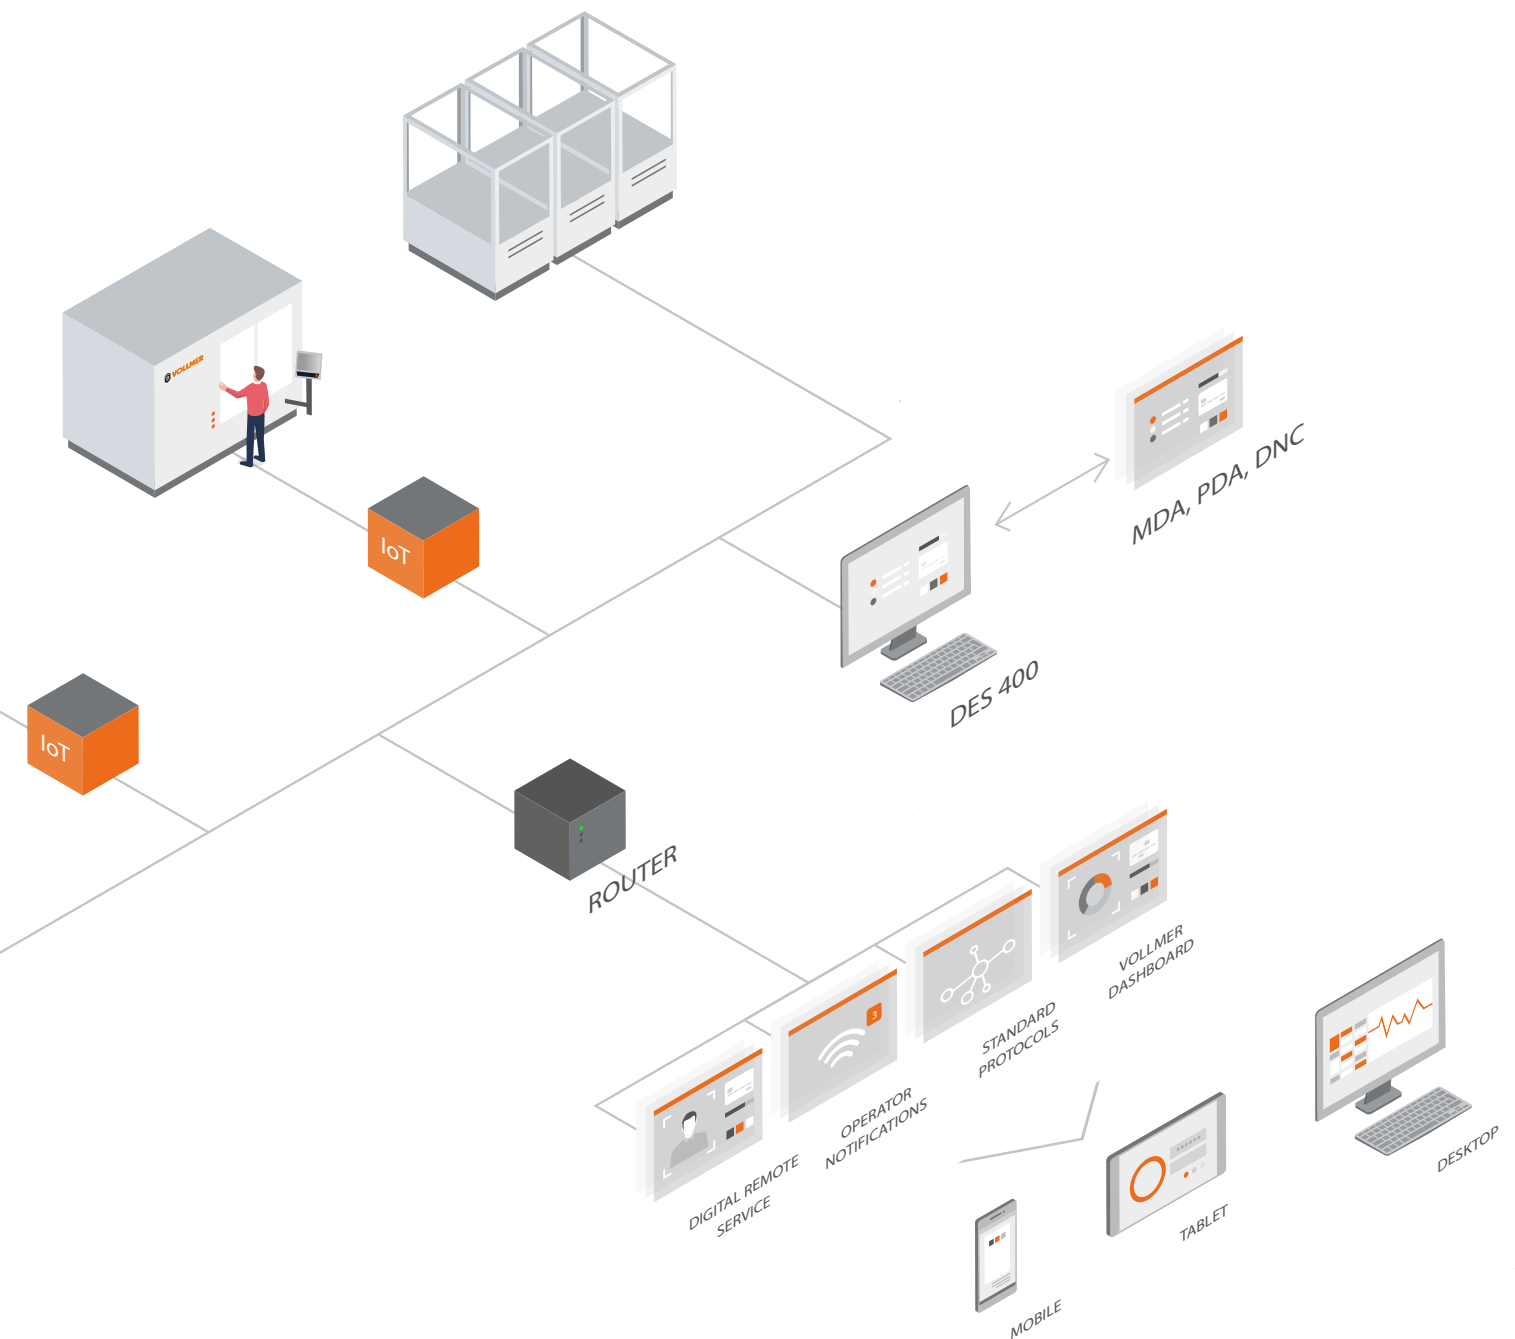 VOLLMER
MDA, PDA, DNC
IoT
DES 400
IoT
ROUTER
VOLLMER
DASHBOARD
3
STANDARD
PROTOCOLS
OPERATOR
NOTIFICATIONS
DESKTOP
DIGITAL REMOTE
SERVICE
TABLET
MOBILE